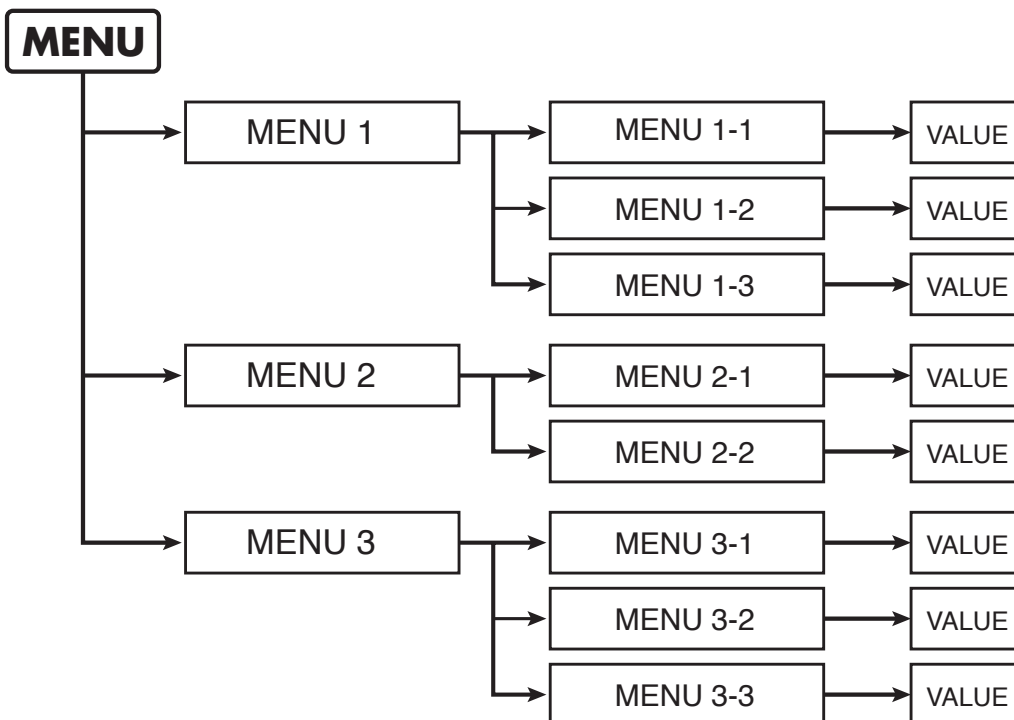 MENU
MENU 1
MENU 1-1
VALUE
MENU 1-2
VALUE
MENU 1-3
VALUE
MENU 2
MENU 2-1
VALUE
MENU 2-2
VALUE
MENU 3
MENU 3-1
VALUE
MENU 3-2
VALUE
MENU 3-3
VALUE